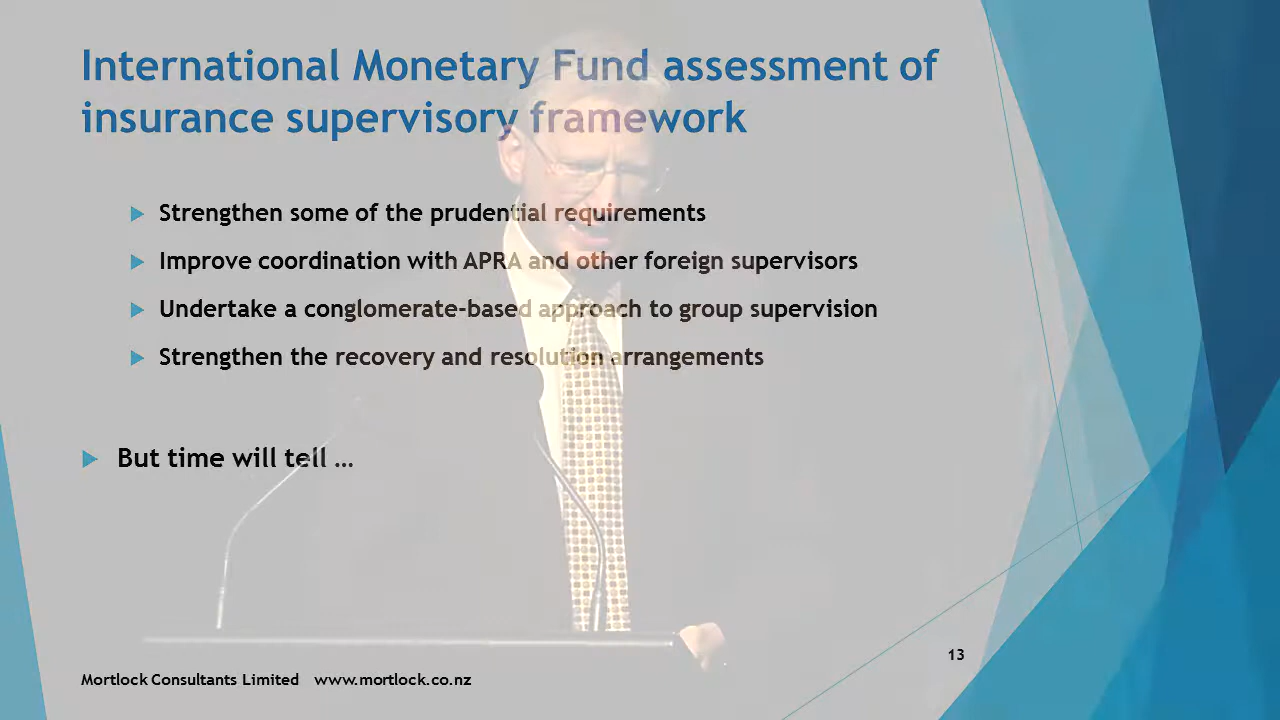 International Monetary Fund assessment of
insurance supervisory framework
Strengthen some of the prudential requirements
Improve coordination with APRA and other foreign supervisors
Undertake a conglomerate-based approach to group supervision
Strengthen the recovery and resolution arrangements
But time will tell ...
13
Mortlock Consultants Limited www.mortlock.co.nz